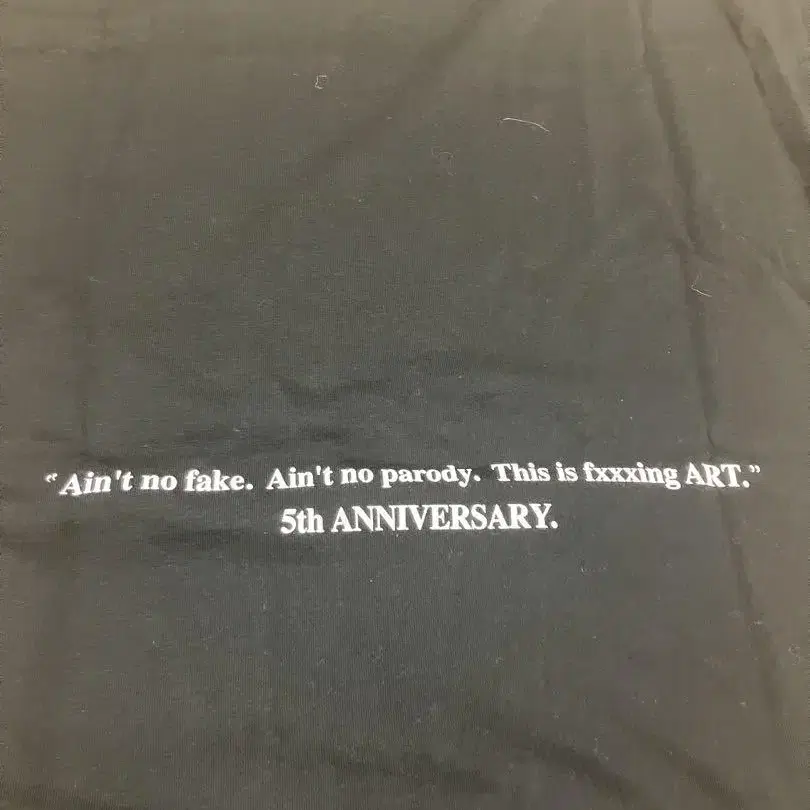 “Ain't no fake. Ain't no parody. This is fxxxing ART.”
5th ANNIVERSARY.